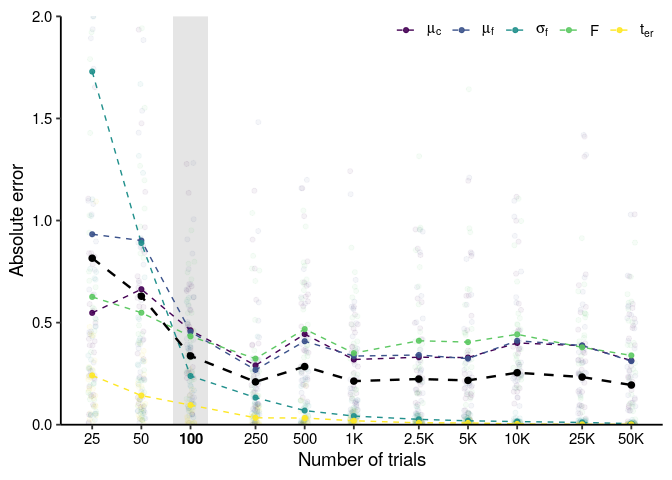 μc μf σf F ter
2.0
1.5
1.0
0.5
0.0
Absolute error
25 50 100 250 500 1K 2.5K 5K 10K 25K 50K
Number of trials